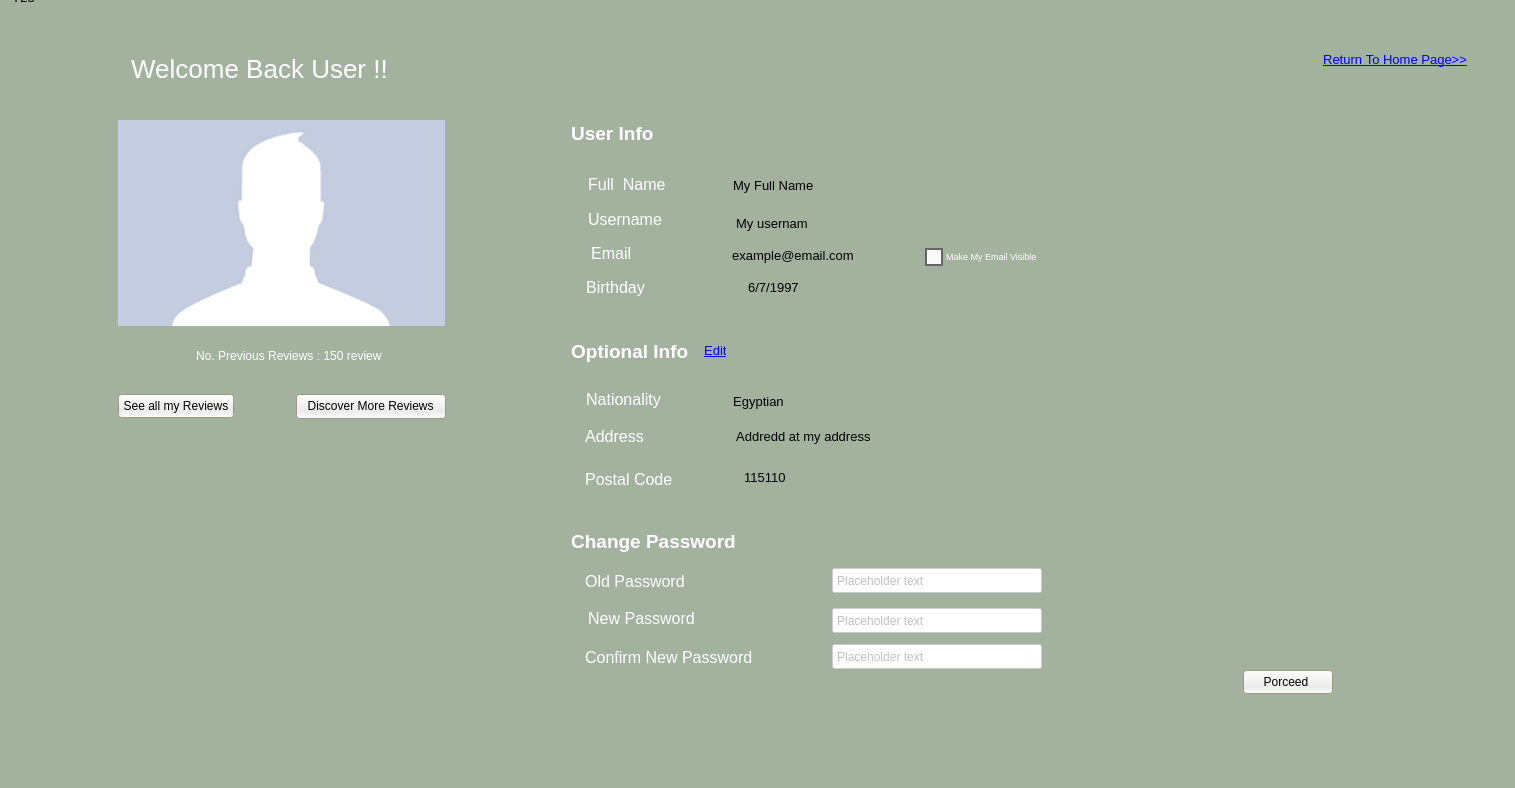 Welcome Back User !!
Return To Home Page>>
User Info
Full  Name My Full Name
Username My usernam
Email example@email.com Make My Email Visible
Birthday 6/7/1997
No. Previous Reviews : 150 review
See all my Reviews Discover More Reviews
Optional Info Edit
Nationality Egyptian
Address Addredd at my address
Postal Code 115110
Change Password
Old Password Placeholder text
New Password Placeholder text
Confirm New Password Placeholder text
Porceed